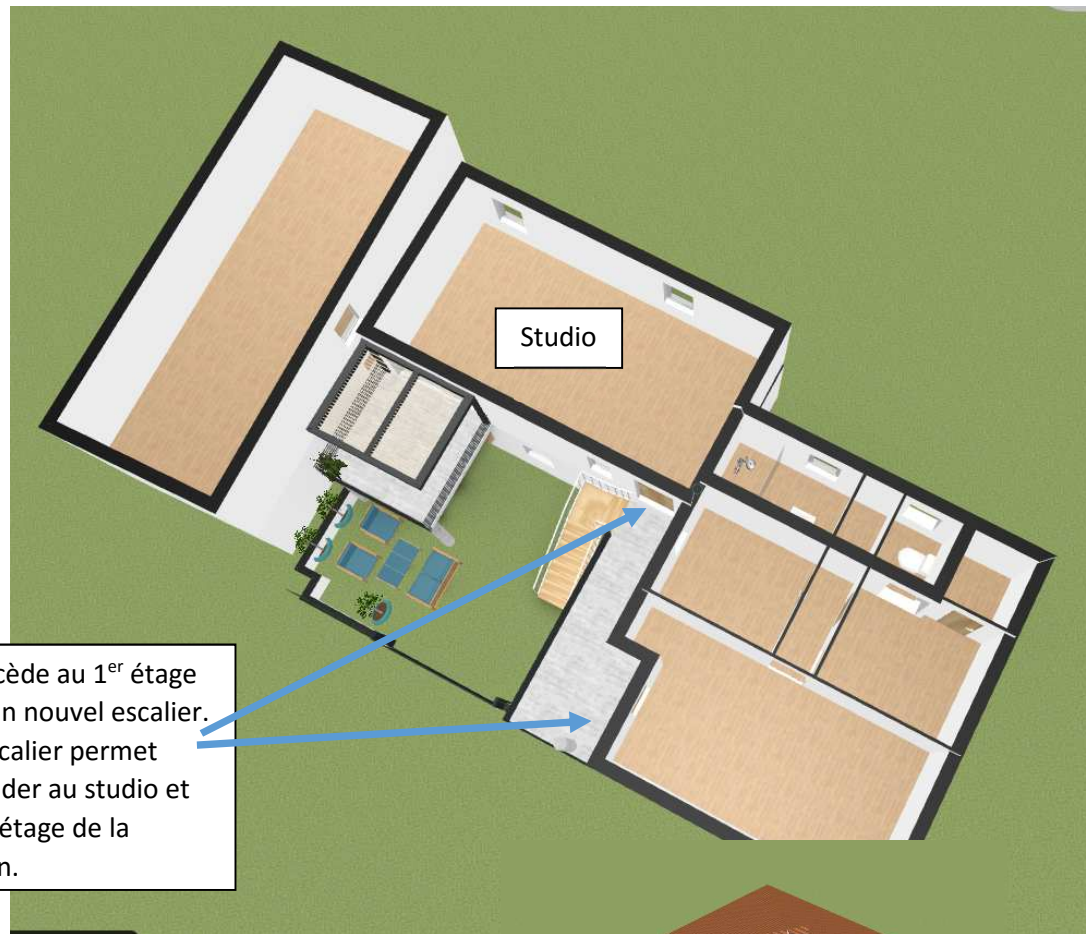 Studio
cède au 1er étage
n nouvel escalier.
calier permet
der au studio et
étage de la
n.